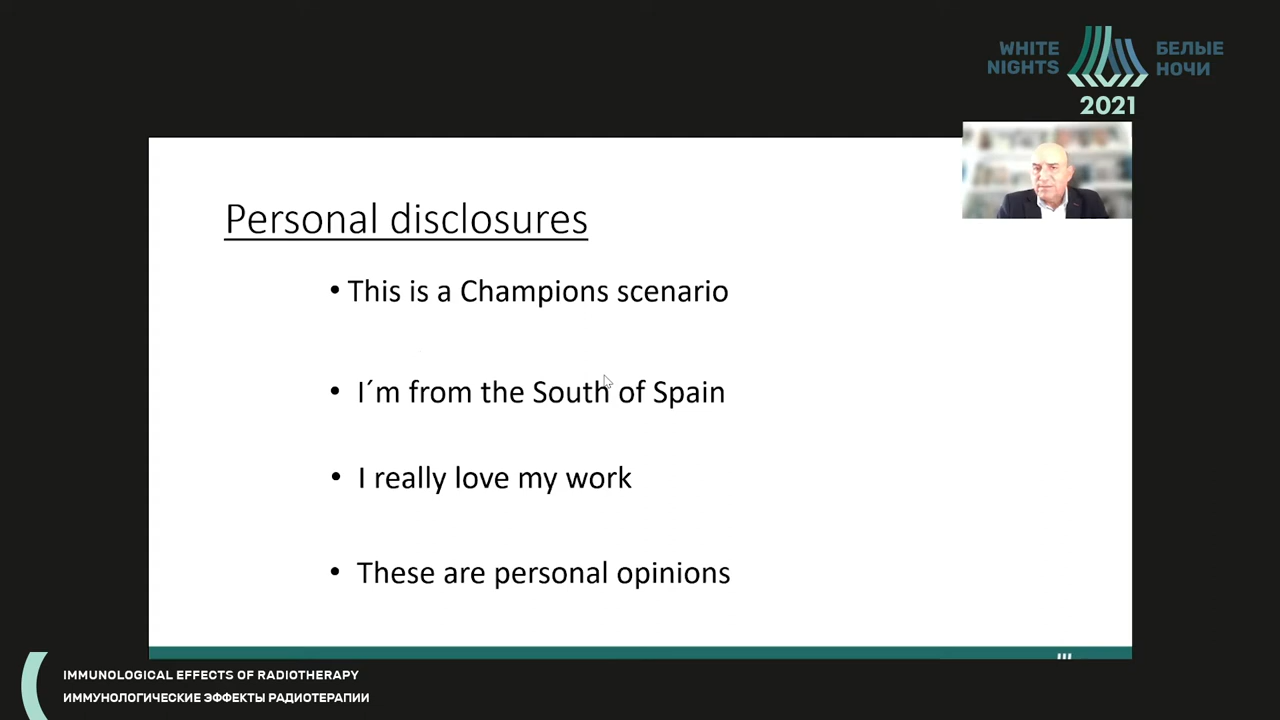 WHITE
NIGHTS
БЕЛЫЕ
НОЧИ
2021
Personal disclosures
• This is a Champions scenario
• I´m from the South of Spain
• I really love my work
• These are personal opinions
IMMUNOLOGICAL EFFECTS OF RADIOTHERAPY
ИММУНОЛОГИЧЕСКИЕ ЭФФЕКТЫ РАДИОТЕРАПИИ